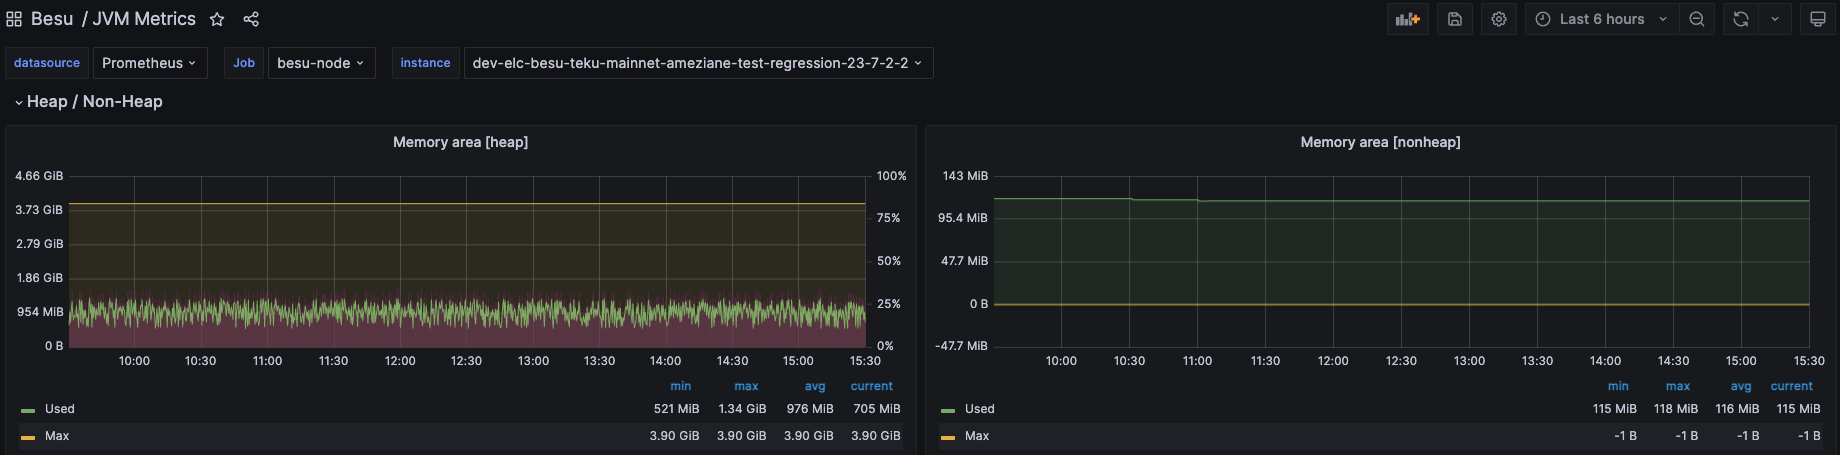 Besu / JVM Metrics
Last 6 hours
datasource Prometheus Job besu-node instance dev-elc-besu-teku-mainnet-ameziane-test-regression-23-7-2-2
Heap / Non-Heap
Memory area [heap]
4.66 GiB 100%
3.73 GiB 75%
2.79 GiB
1.86 GiB 50%
954 MiB 25%
0 B 0%
10:00 10:30 11:00 11:30 12:00 12:30 13:00 13:30 14:00 14:30 15:00 15:30
min max avg current
Used 521 MiB 1.34 GiB 976 MiB 705 MiB
Max 3.90 GiB 3.90 GiB 3.90 GiB 3.90 GiB
Memory area [nonheap]
143 MiB
95.4 MiB
47.7 MiB
0 B
-47.7 MiB
10:00 10:30 11:00 11:30 12:00 12:30 13:00 13:30 14:00 14:30 15:00 15:30
min max avg current
Used 115 MiB 118 MiB 116 MiB 115 MiB
Max -1 B -1 B -1 B -1 B